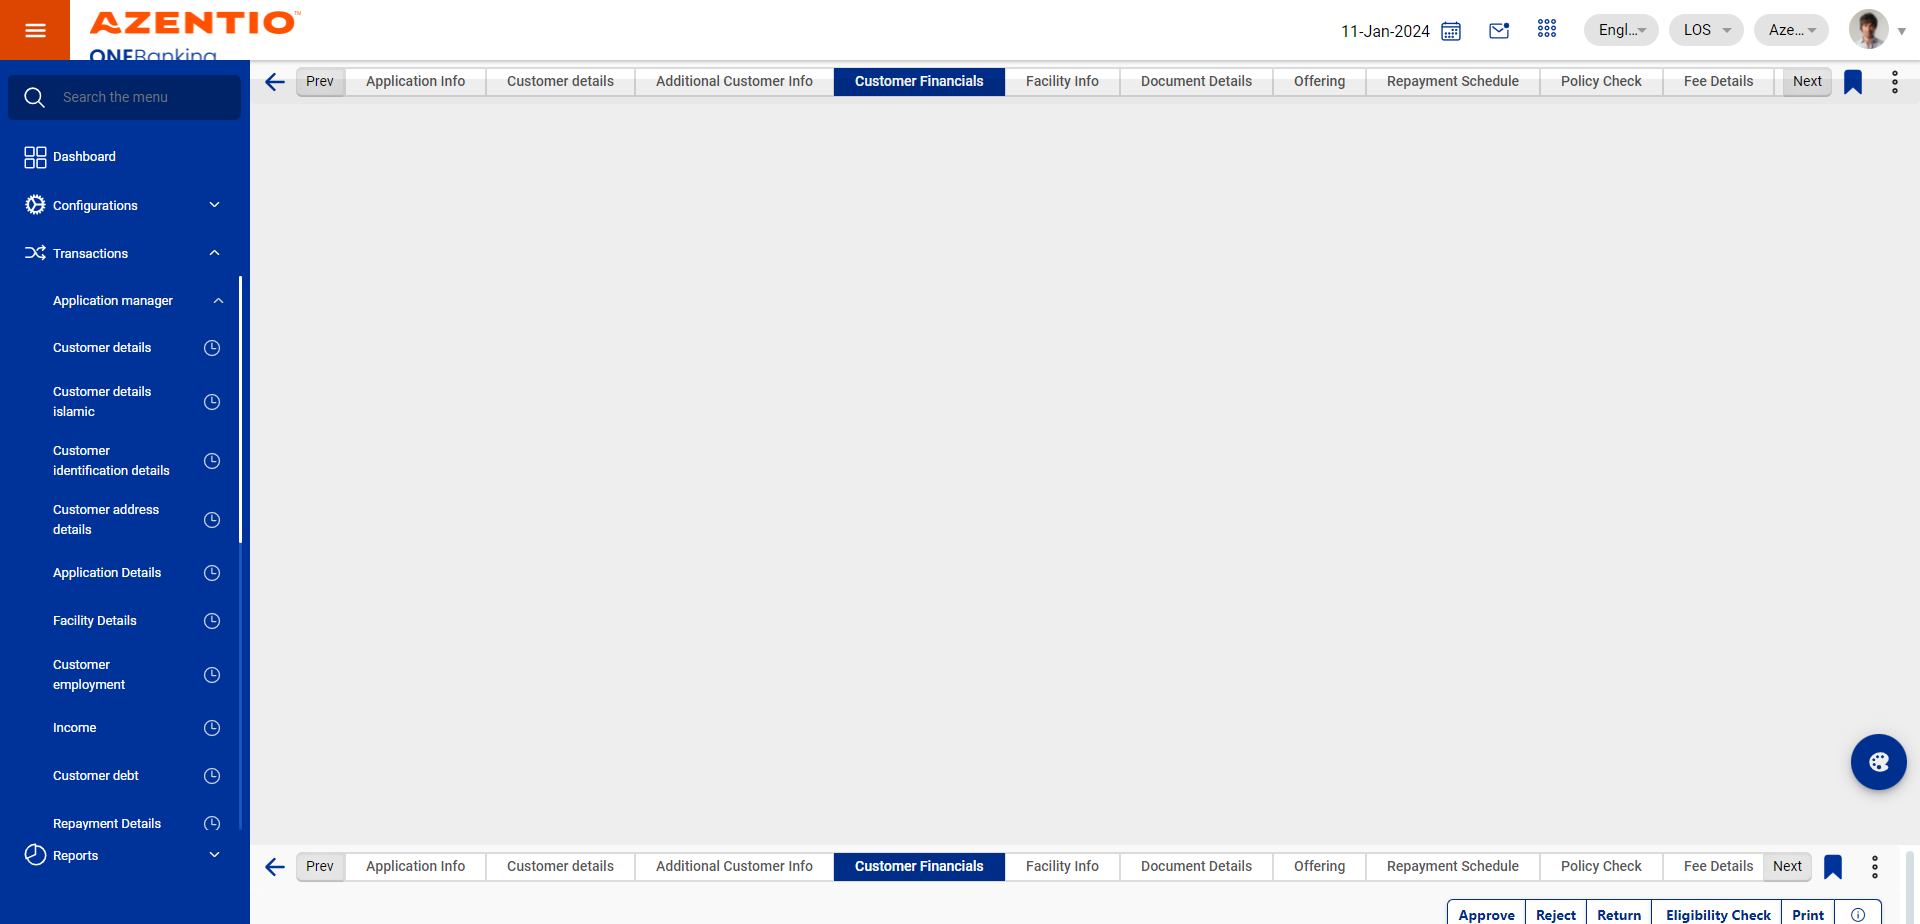 AZENTIO™
ONEBanking
11-Jan-2024
Engl...
LOS
Aze...
Search the menu
Dashboard
Configurations
Transactions
Application manager
Customer details
Customer details
islamic
Customer
identification details
Customer address
details
Application Details
Facility Details
Customer
employment
Income
Customer debt
Repayment Details
Reports
Prev Application Info Customer details Additional Customer Info Customer Financials Facility Info Document Details Offering Repayment Schedule Policy Check Fee Details Next
Prev Application Info Customer details Additional Customer Info Customer Financials Facility Info Document Details Offering Repayment Schedule Policy Check Fee Details Next
Approve Reject Return Eligibility Check Print